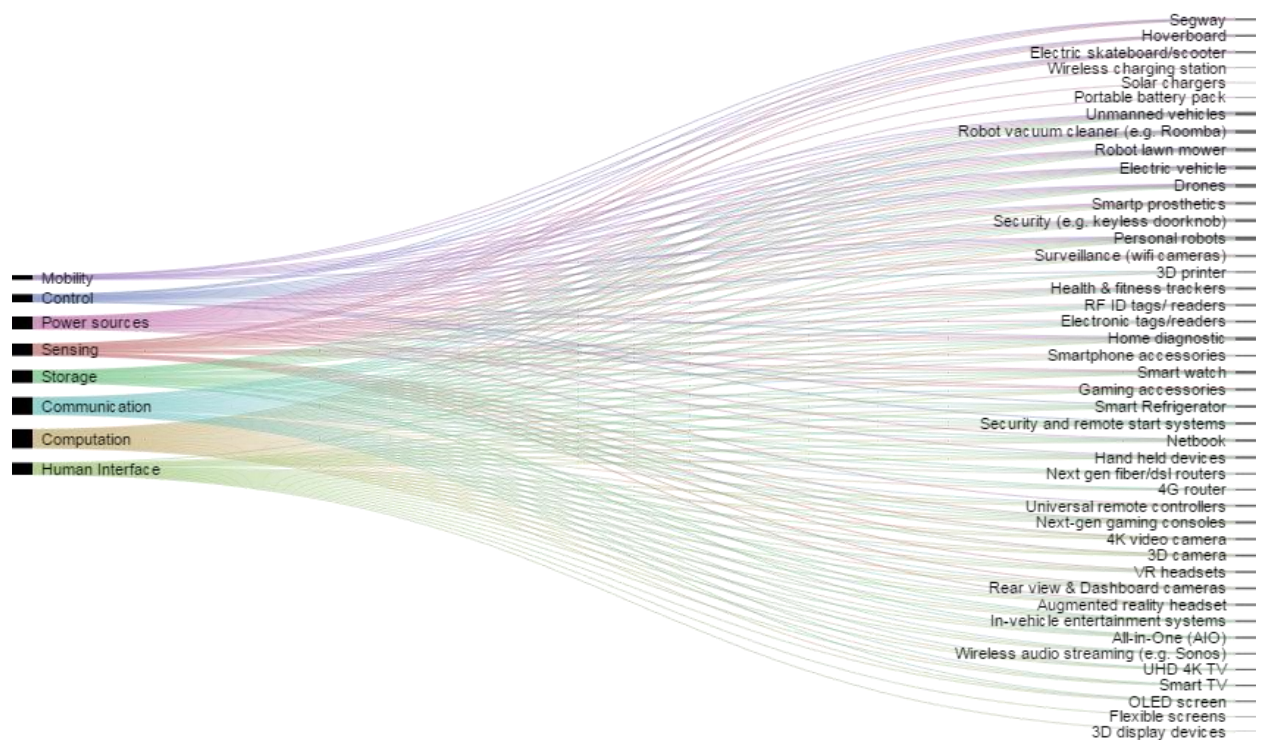 Mobility
Control
Power sources
Sensing
Storage
Communication
Computation
Human Interface
Segway
Hoverboard
Electric skateboard/scooter
Wireless charging station
Solar chargers
Portable battery pack
Unmanned vehicles
Robot vacuum cleaner (e.g. Roomba)
Robot lawn mower
Electric vehicle
Drones
Smartp prosthetics
Security (e.g. keyless doorknob)
Personal robots
Surveillance (wifi cameras)
3D printer
Health & fitness trackers
RF ID tags/ readers
Electronic tags/readers
Home diagnostic
Smartphone accessories
Smart watch
Gaming accessories
Smart Refrigerator
Security and remote start systems
Netbook
Hand held devices
Next gen fiber/dsl routers
4G router
Universal remote controllers
Next-gen gaming consoles
4K video camera
3D camera
VR headsets
Rear view & Dashboard cameras
Augmented reality headset
In-vehicle entertainment systems
All-in-One (AIO)
Wireless audio streaming (e.g. Sonos)
UHD 4K TV
Smart TV
OLED screen
Flexible screens
3D display devices